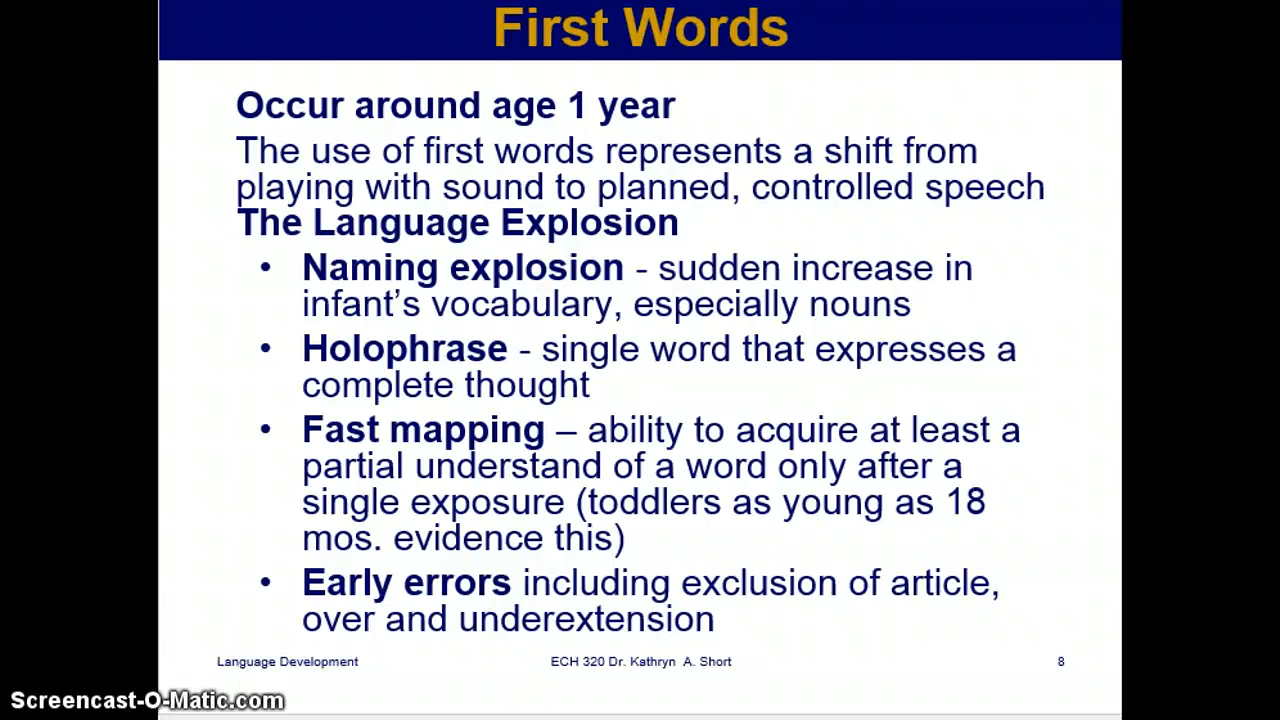 First Words
Occur around age 1 year
The use of first words represents a shift from
playing with sound to planned, controlled speech
The Language Explosion
• Naming explosion - sudden increase in
infant’s vocabulary, especially nouns
• Holophrase - single word that expresses a
complete thought
• Fast mapping – ability to acquire at least a
partial understand of a word only after a
single exposure (toddlers as young as 18
mos. evidence this)
• Early errors including exclusion of article,
over and underextension
Language Development ECH 320 Dr. Kathryn A. Short 8
Screencast-O-Matic.com